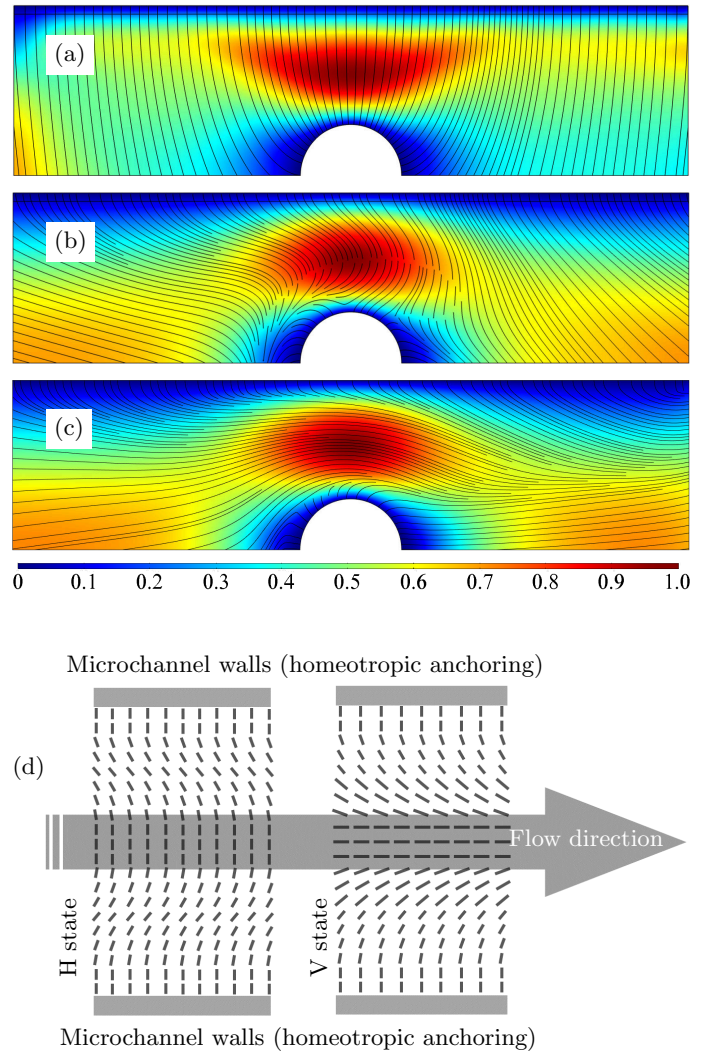 (a)
(b)
(c)
0 0.1 0.2 0.3 0.4 0.5 0.6 0.7 0.8 0.9 1.0
Microchannel walls (homeotropic anchoring)
(d)
Flow direction
H state
V state
Microchannel walls (homeotropic anchoring)